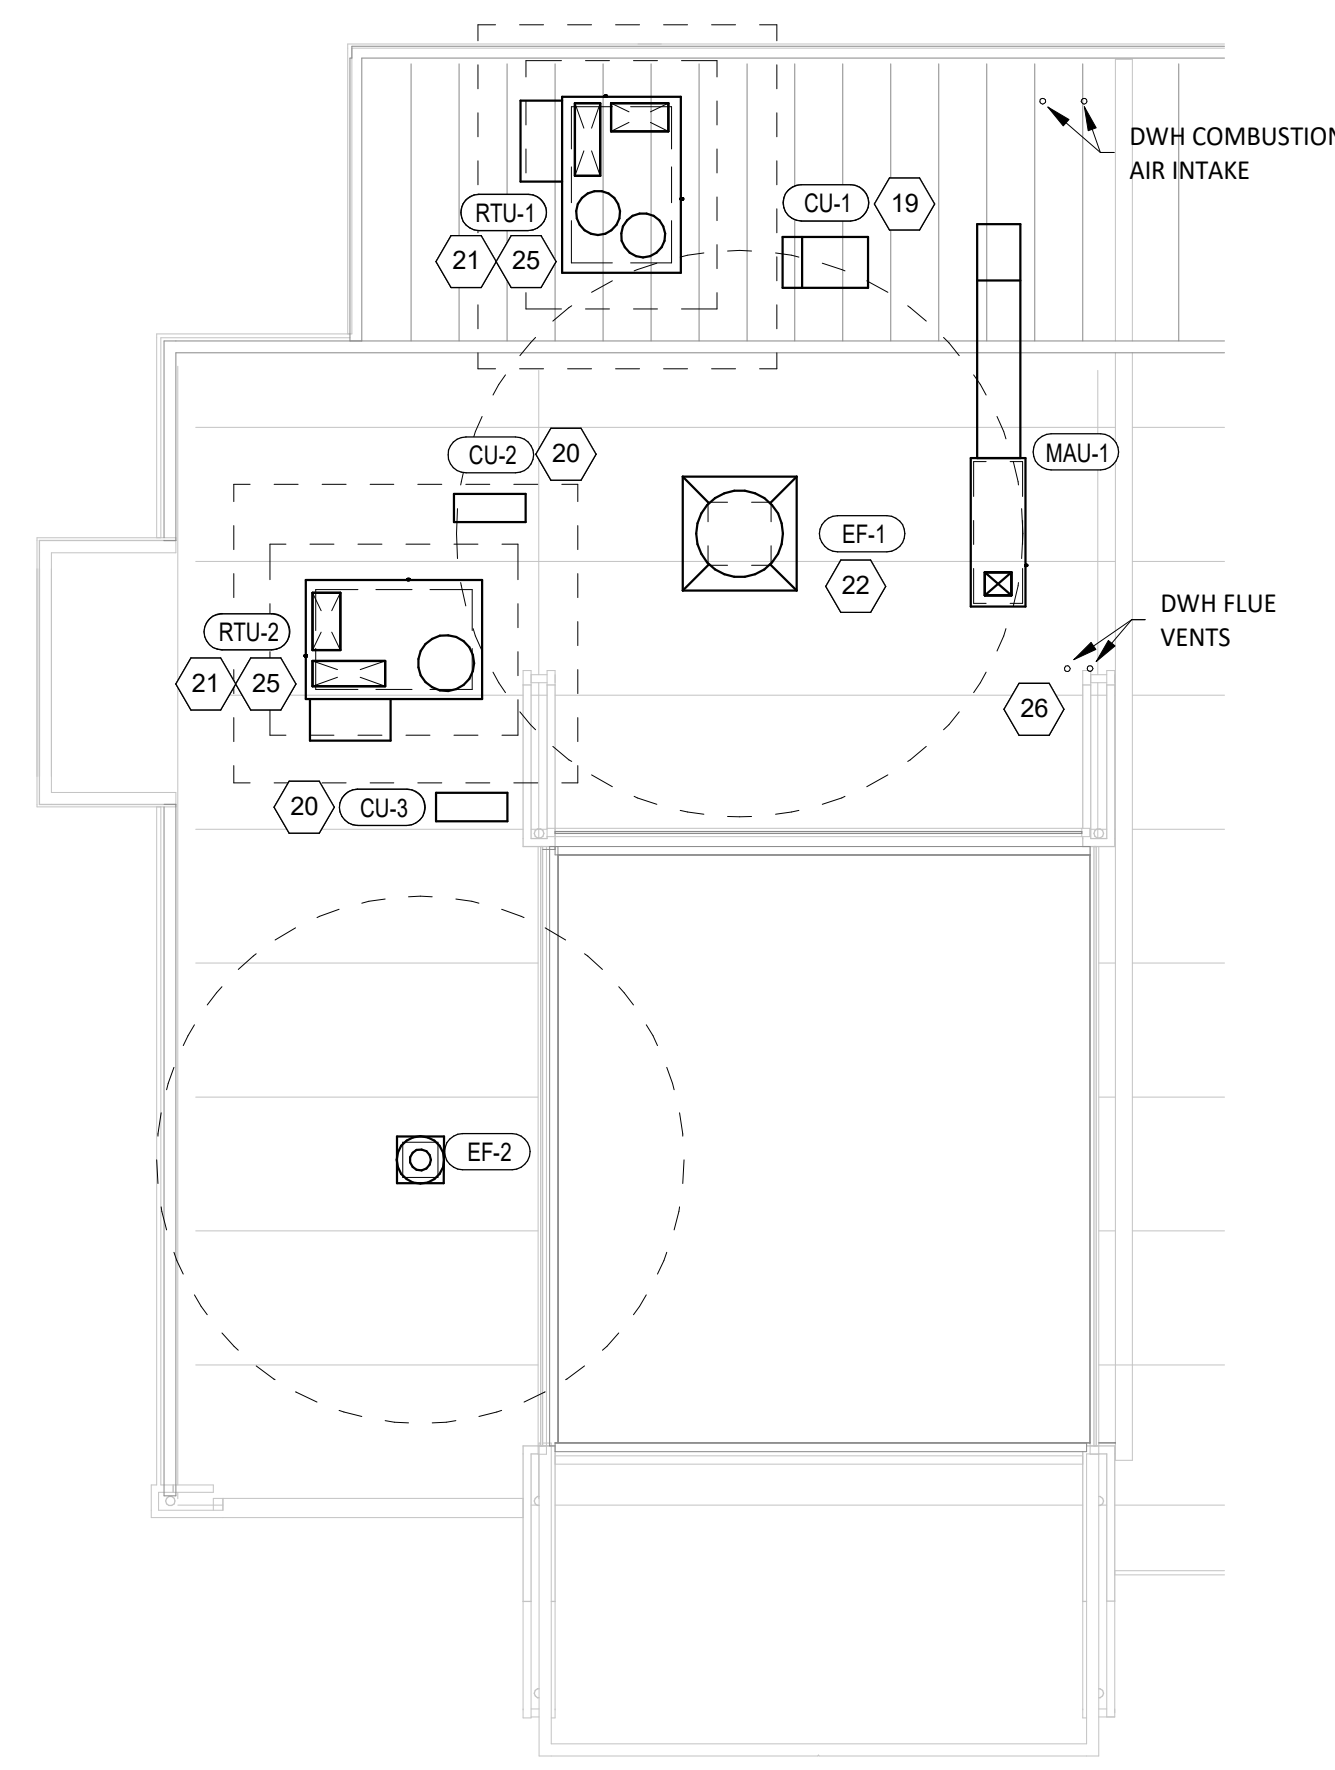 DWH COMBUSTION
AIR INTAKE
CU-1
19
RTU-1
21
25
CU-2
20
MAU-1
EF-1
22
DWH FLUE
VENTS
RTU-2
21
25
26
20
CU-3
EF-2